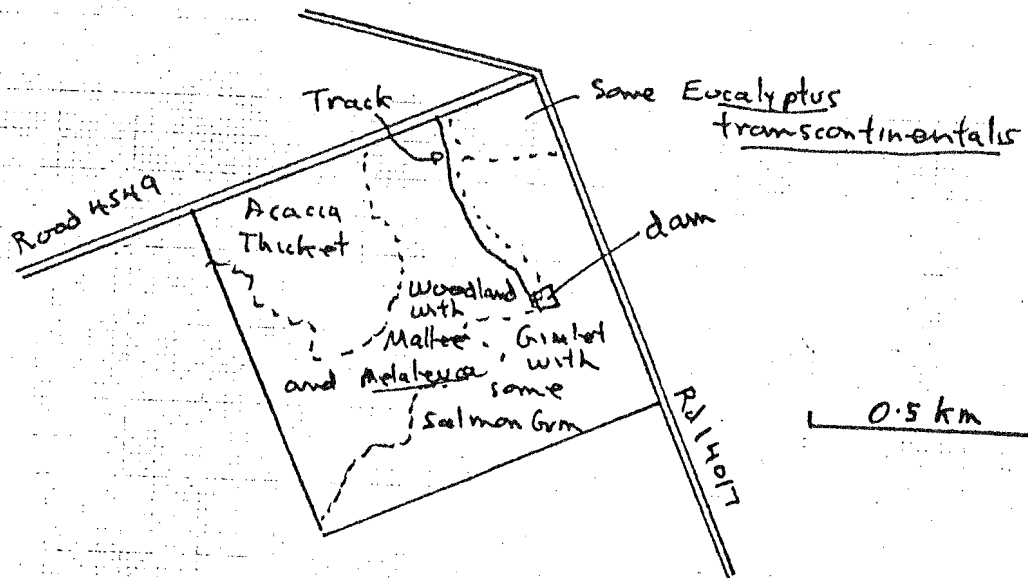 Track
Some Eucalyptus
transcontinentalis
Road 4549
Acacia
Thicket
dam
Woodland
with
Mallee
and Melaleuca
Gimlet
with
some
Salmon Gum
Rd 14017
0.5 km